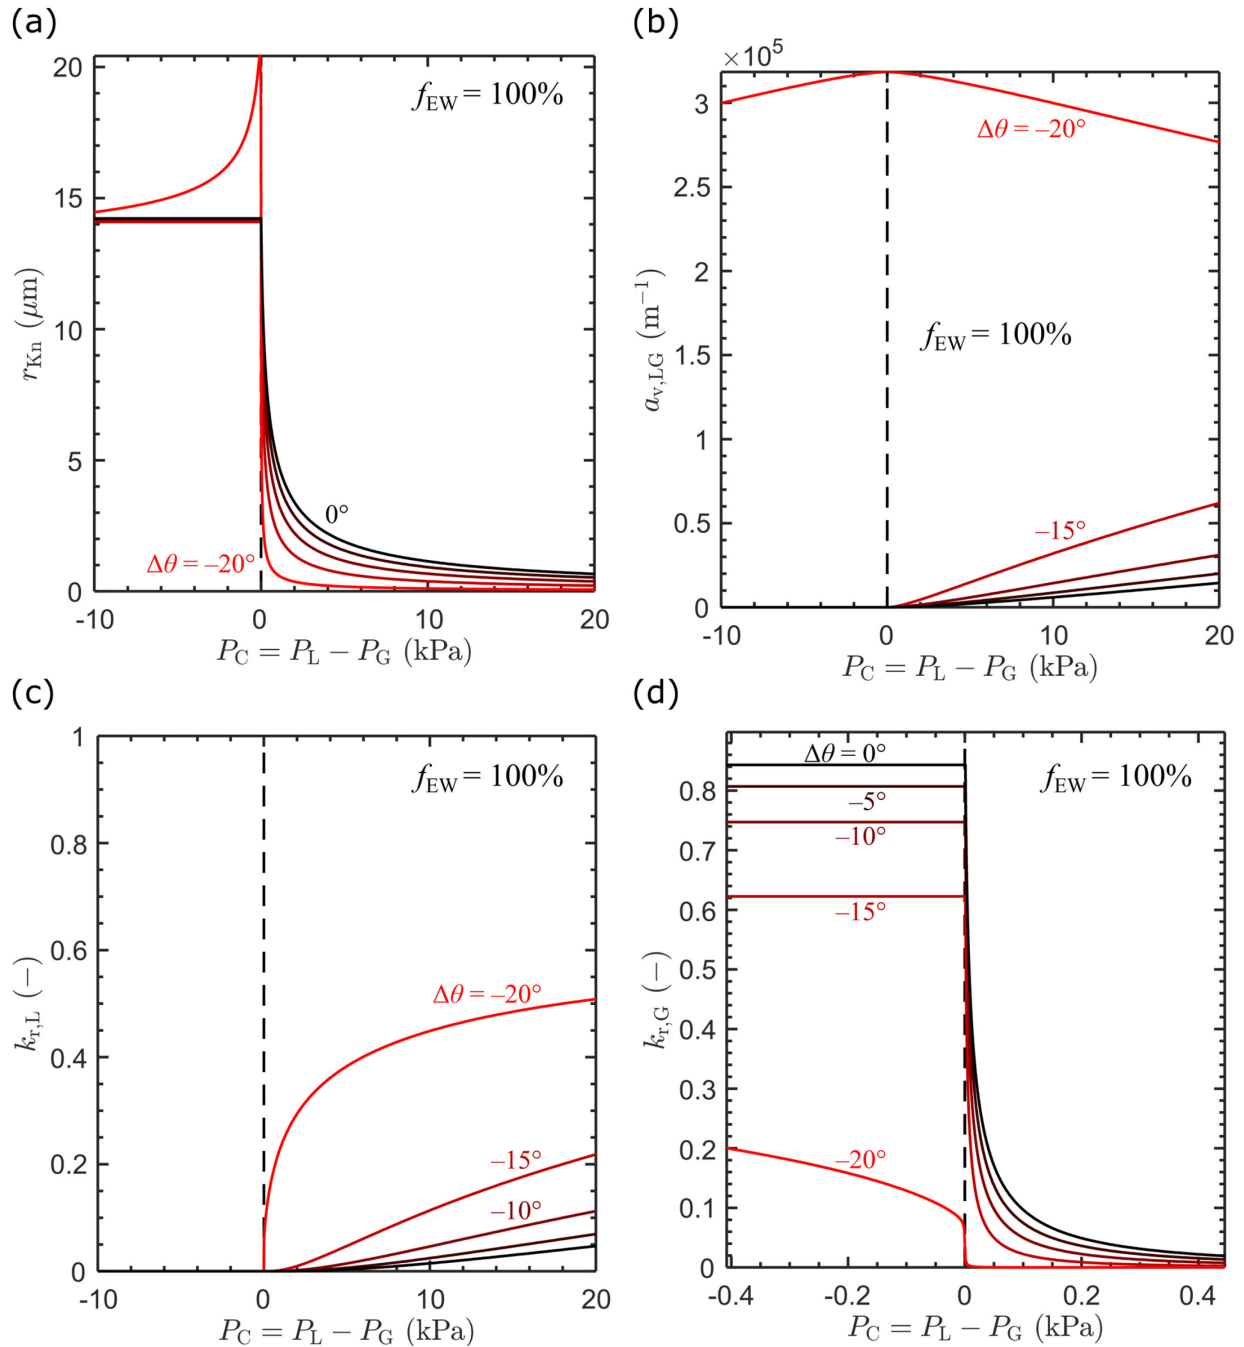 (a)
20
15
10
5
0
-10
0
10
20
r_Kn (μm)
P_C = P_L − P_G (kPa)
f_EW = 100%
0°
Δθ = –20°
(b)
×10^5
3
2.5
2
1.5
1
0.5
0
-10
0
10
20
a_v,LG (m^−1)
P_C = P_L − P_G (kPa)
Δθ = –20°
f_EW = 100%
–15°
(c)
1
0.8
0.6
0.4
0.2
0
-10
0
10
20
k_r,L (−)
P_C = P_L − P_G (kPa)
f_EW = 100%
Δθ = –20°
–15°
–10°
(d)
0.8
0.7
0.6
0.5
0.4
0.3
0.2
0.1
0
-0.4
-0.2
0
0.2
0.4
k_r,G (−)
P_C = P_L − P_G (kPa)
Δθ = 0°
f_EW = 100%
–5°
–10°
–15°
–20°